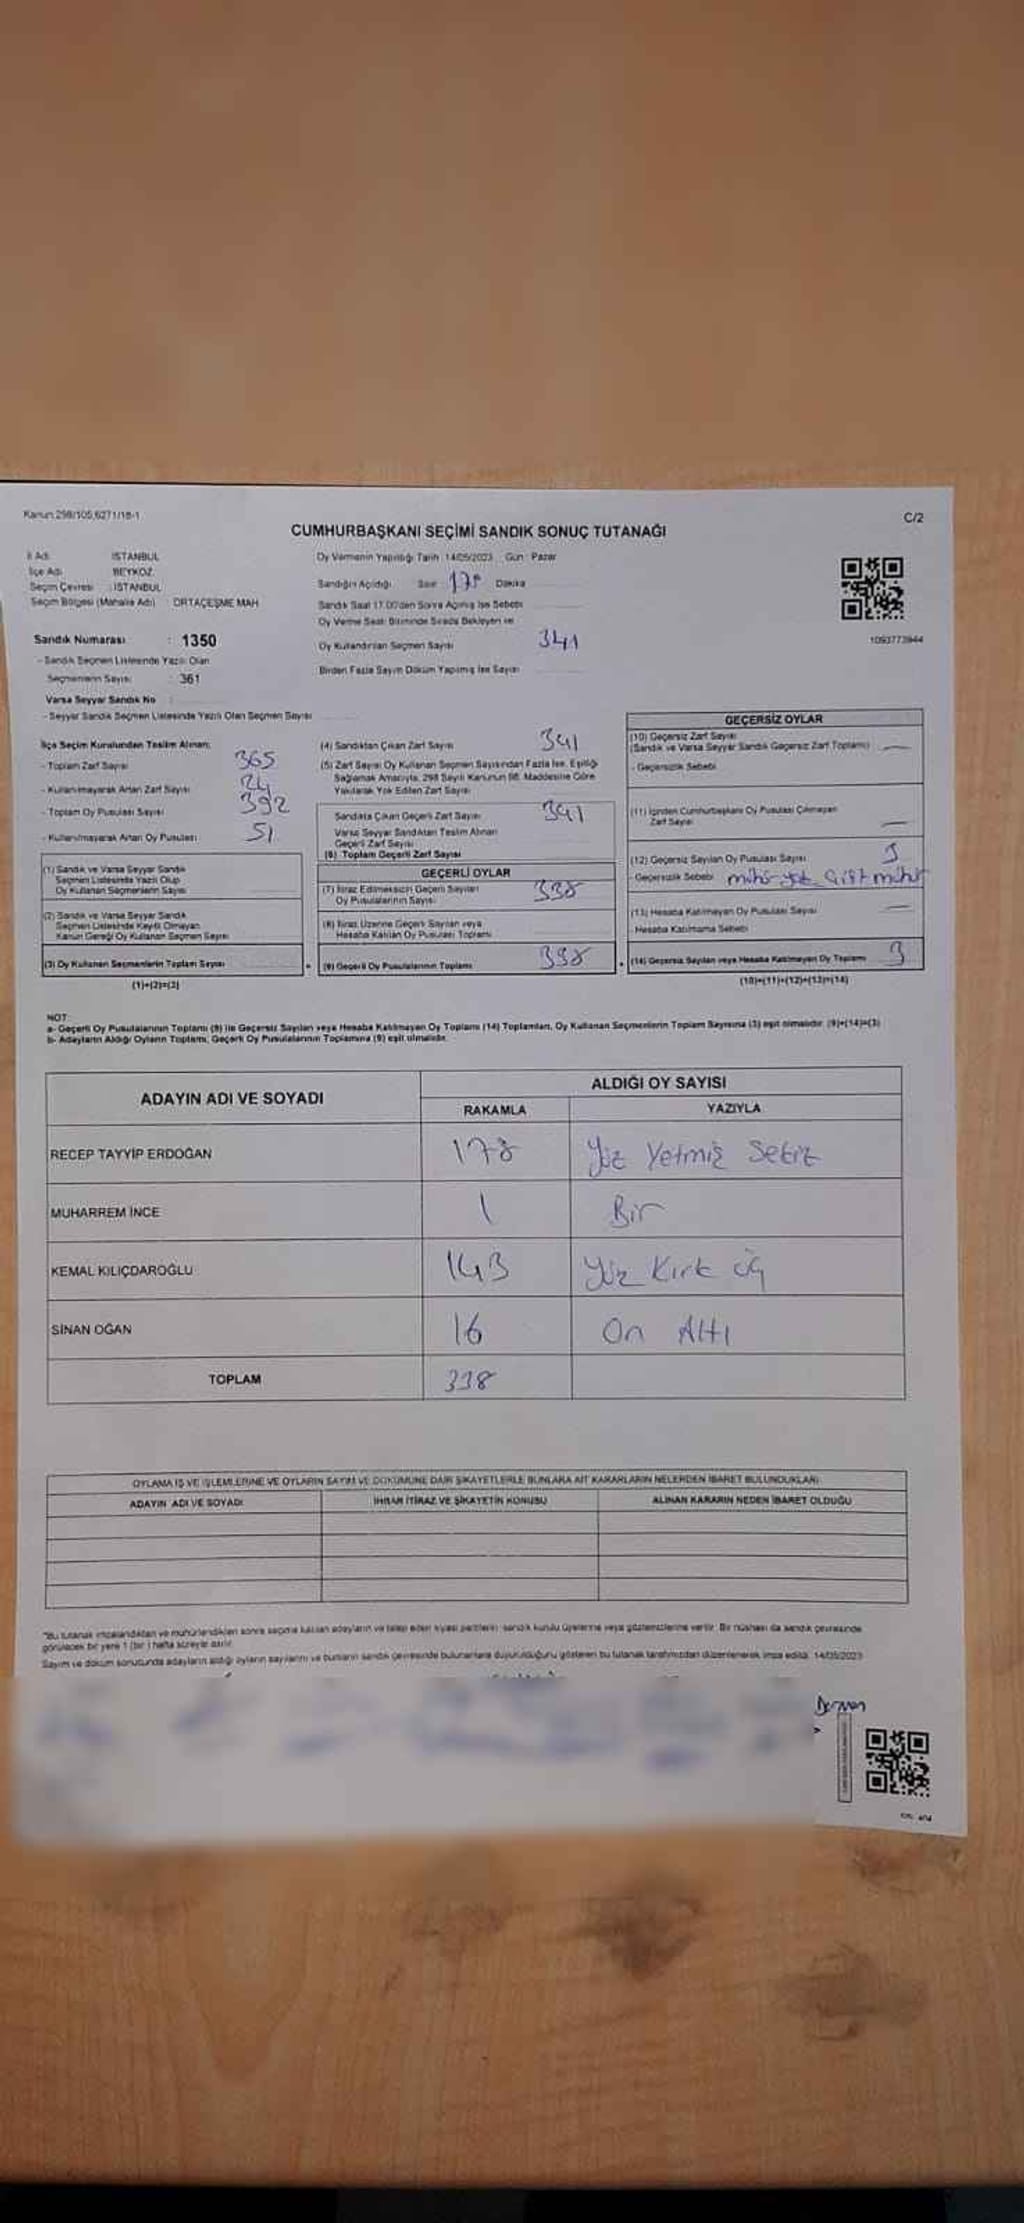 Kanun 298/105,6271/18-1
C/2
CUMHURBAŞKANI SEÇİMİ SANDIK SONUÇ TUTANAĞI
İl Adı : İSTANBUL
İlçe Adı : BEYKOZ
Seçim Çevresi : İSTANBUL
Seçim Bölgesi (Mahalle Adı) : ORTAÇEŞME MAH
Sandık Numarası : 1350
- Sandık Seçmen Listesinde Yazılı Olan
Seçmenlerin Sayısı : 361
Varsa Seyyar Sandık No
- Seyyar Sandık Seçmen Listesinde Yazılı Olan Seçmen Sayısı
Oy Vermenin Yapıldığı Tarih : 14/05/2023 Gün : Pazar
Sandığın Açıldığı Saat 17⁰⁰ Dakika
Sandık Saat 17.00'den Sonra Açılmış İse Sebebi
Oy Verme Saati Bitiminde Sırada Bekleyen ve
Oy Kullandırılan Seçmen Sayısı 341
Birden Fazla Sayım Döküm Yapılmış İse Sayısı
1093773944
İlçe Seçim Kurulundan Teslim Alınan;
- Toplam Zarf Sayısı 365
- Kullanılmayarak Artan Zarf Sayısı 24
- Toplam Oy Pusulası Sayısı 392
- Kullanılmayarak Artan Oy Pusulası 51
(1) Sandık ve Varsa Seyyar Sandık
Seçmen Listesinde Yazılı Olup
Oy Kullanan Seçmenlerin Sayısı
(2) Sandık ve Varsa Seyyar Sandık
Seçmen Listesinde Kayıtlı Olmayan
Kanun Gereği Oy Kullanan Seçmen Sayısı
(3) Oy Kullanan Seçmenlerin Toplam Sayısı
(1)+(2)=(3)
(4) Sandıktan Çıkan Zarf Sayısı 341
(5) Zarf Sayısı Oy Kullanan Seçmen Sayısından Fazla İse, Eşitliği
Sağlamak Amacıyla, 298 Sayılı Kanunun 98. Maddesine Göre
Yakılarak Yok Edilen Zarf Sayısı
Sandıkta Çıkan Geçerli Zarf Sayısı 341
Varsa Seyyar Sandıktan Teslim Alınan
Geçerli Zarf Sayısı
(6) Toplam Geçerli Zarf Sayısı
GEÇERLİ OYLAR
(7) İtiraz Edilmeksizin Geçerli Sayılan
Oy Pusulalarının Sayısı 338
(8) İtiraz Üzerine Geçerli Sayılan veya
Hesaba Katılan Oy Pusulası Toplamı
(9) Geçerli Oy Pusulalarının Toplamı 338
GEÇERSİZ OYLAR
(10) Geçersiz Zarf Sayısı
(Sandık ve Varsa Seyyar Sandık Geçersiz Zarf Toplamı) —
- Geçersizlik Sebebi
(11) İçinden Cumhurbaşkanı Oy Pusulası Çıkmayan
Zarf Sayısı —
(12) Geçersiz Sayılan Oy Pusulası Sayısı 3
- Geçersizlik Sebebi mühür yok çift mühür
(13) Hesaba Katılmayan Oy Pusulası Sayısı —
- Hesaba Katılmama Sebebi
(14) Geçersiz Sayılan veya Hesaba Katılmayan Oy Toplamı 3
(10)+(11)+(12)+(13)=(14)
NOT:
a- Geçerli Oy Pusulalarının Toplamı (9) ile Geçersiz Sayılan veya Hesaba Katılmayan Oy Toplamı (14) Toplamları, Oy Kullanan Seçmenlerin Toplam Sayısına (3) eşit olmalıdır. (9)+(14)=(3)
b- Adayların Aldığı Oyların Toplamı, Geçerli Oy Pusulalarının Toplamına (9) eşit olmalıdır.
ADAYIN ADI VE SOYADI ALDIĞI OY SAYISI
RAKAMLA YAZIYLA
RECEP TAYYİP ERDOĞAN 178 Yüz Yetmiş Sekiz
MUHARREM İNCE 1 Bir
KEMAL KILIÇDAROĞLU 143 Yüz Kırk üç
SİNAN OĞAN 16 On Altı
TOPLAM 338
OYLAMA İŞ VE İŞLEMLERİNE VE OYLARIN SAYIM VE DÖKÜMÜNE DAİR ŞİKAYETLERLE BUNLARA AİT KARARLARIN NELERDEN İBARET BULUNDUKLARI
ADAYIN ADI VE SOYADI İHBAR İTİRAZ VE ŞİKAYETİN KONUSU ALINAN KARARIN NEDEN İBARET OLDUĞU
*Bu tutanak imzalandıktan ve mühürlendikten sonra seçime katılan adayların ve talep eden siyasi partilerin sandık kurulu üyelerine veya gözlemcilerine verilir. Bir nüshası da sandık çevresinde
görülecek bir yere 1 (bir) hafta süreyle asılır.
Sayım ve döküm sonucunda adayların aldığı oyların sayılarını ve bunların sandık çevresinde bulunanlara duyurulduğunu gösteren bu tutanak tarafımızdan düzenlenerek imza edildi. 14/05/2023